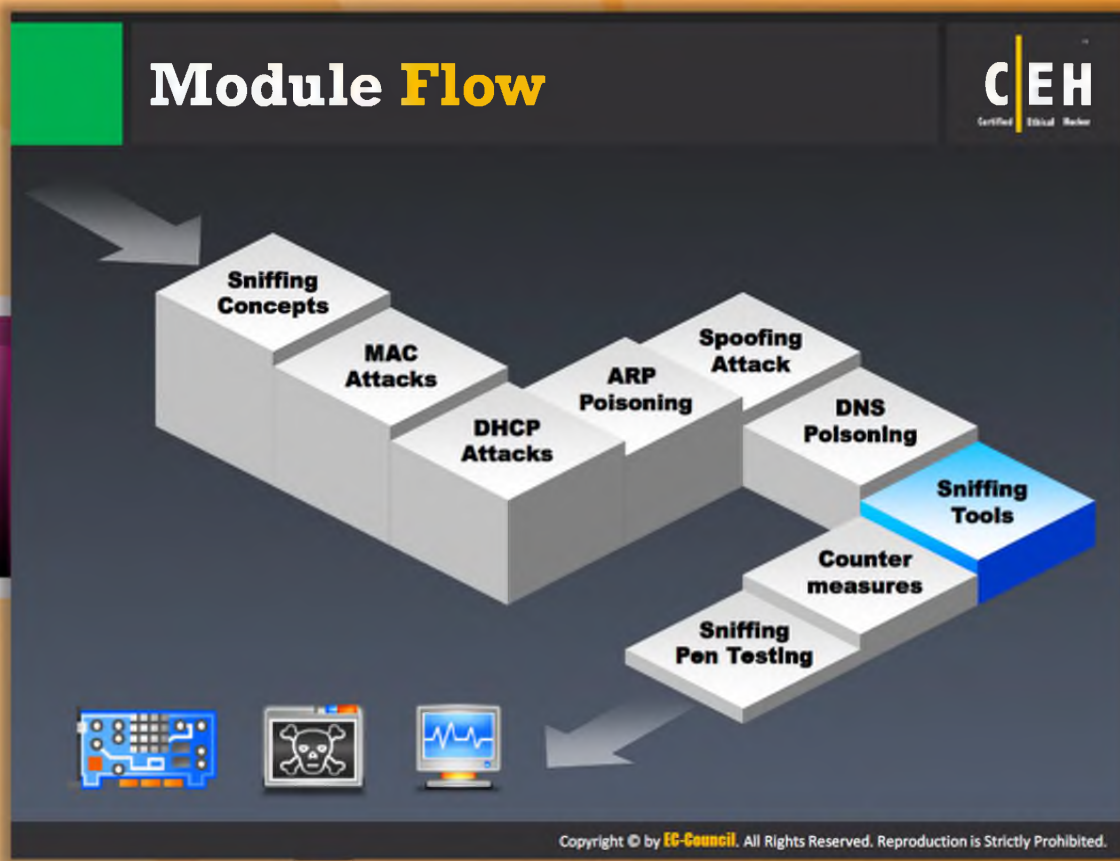 Module Flow
C EH
Certified Ethical Hacker
Sniffing
Concepts
MAC
Attacks
DHCP
Attacks
ARP
Poisoning
Spoofing
Attack
DNS
Poisoning
Sniffing
Tools
Counter
measures
Sniffing
Pen Testing
Copyright © by EC-Council. All Rights Reserved. Reproduction is Strictly Prohibited.